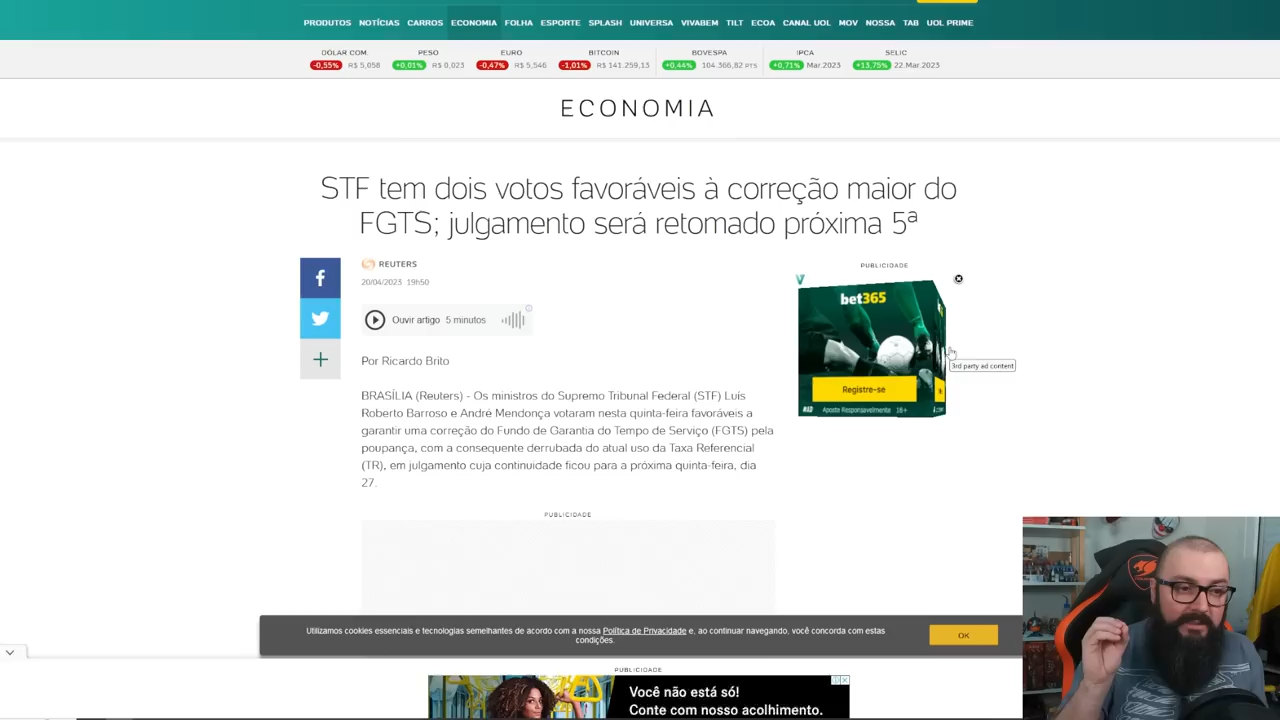 PRODUTOS NOTÍCIAS CARROS ECONOMIA FOLHA ESPORTE SPLASH UNIVERSA VIVABEM TILT ECOA CANAL UOL MOV NOSSA TAB UOL PRIME
DÓLAR COM. PESO EURO BITCOIN BOVESPA IPCA SELIC
-0,55% R$ 5,058 +0,01% R$ 0,023 -0,47% R$ 5,546 -1,01% R$ 141.259,13 +0,44% 104.366,82 PTS +0,71% Mar.2023 +13,75% 22.Mar.2023
ECONOMIA
STF tem dois votos favoráveis à correção maior do
FGTS; julgamento será retomado próxima 5ª
REUTERS
20/04/2023 19h50
Ouvir artigo 5 minutos
Por Ricardo Brito
BRASÍLIA (Reuters) - Os ministros do Supremo Tribunal Federal (STF) Luís
Roberto Barroso e André Mendonça votaram nesta quinta-feira favoráveis a
garantir uma correção do Fundo de Garantia do Tempo de Serviço (FGTS) pela
poupança, com a consequente derrubada do atual uso da Taxa Referencial
(TR), em julgamento cuja continuidade ficou para a próxima quinta-feira, dia
27.
PUBLICIDADE
bet365
Registre-se
Aposte Responsavelmente 18+
3rd party ad content
PUBLICIDADE
Utilizamos cookies essenciais e tecnologias semelhantes de acordo com a nossa Política de Privacidade e, ao continuar navegando, você concorda com estas
condições.
OK
PUBLICIDADE
Você não está só!
Conte com nosso acolhimento.
COUGAR